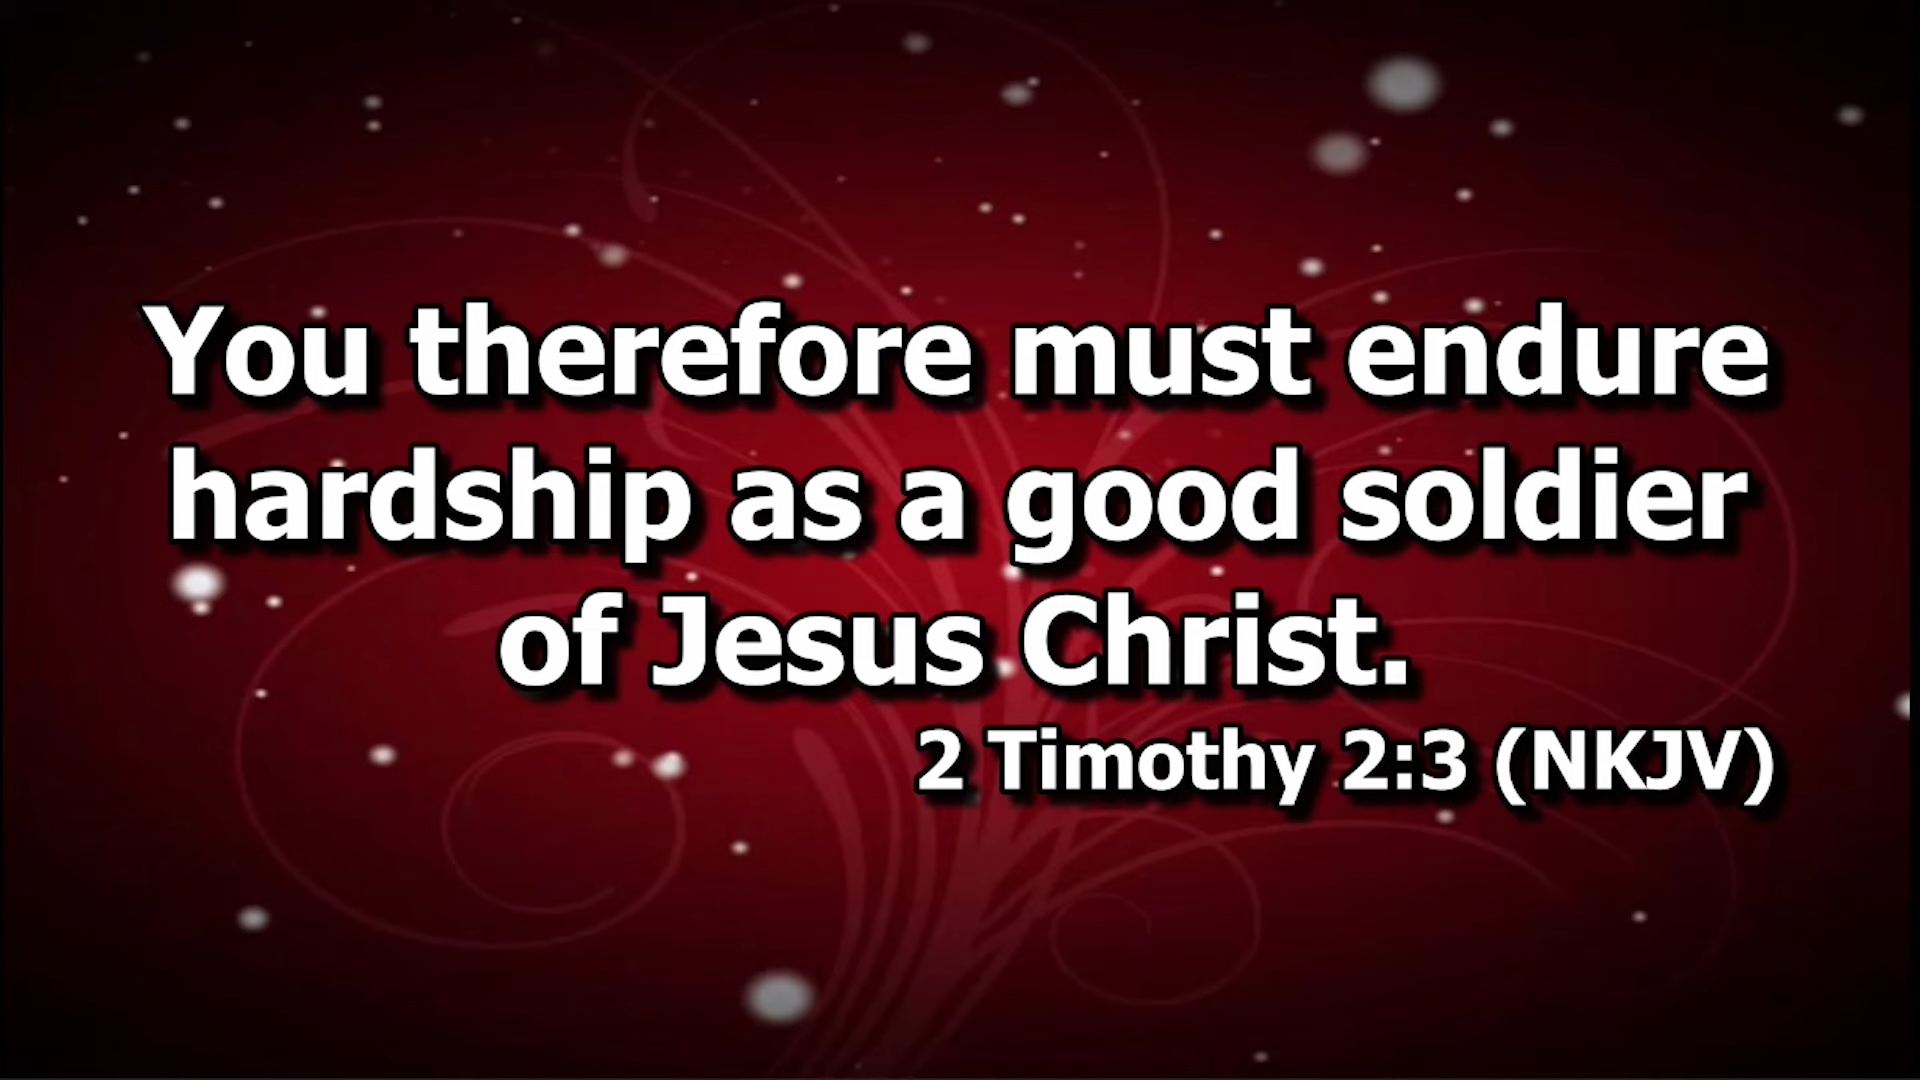 You therefore must endure
hardship as a good soldier
of Jesus Christ.
2 Timothy 2:3 (NKJV)